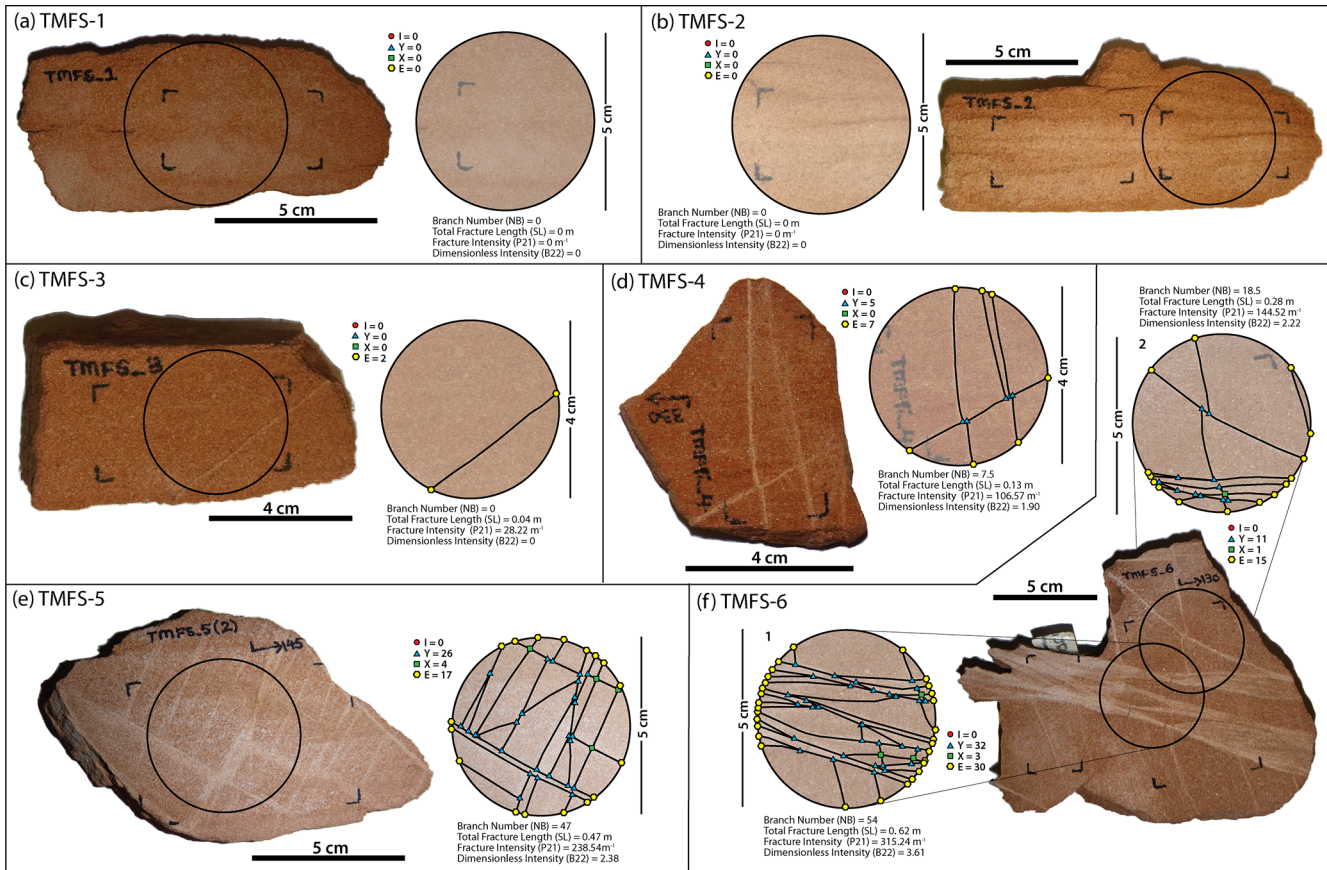 (a) TMFS-1
TMFS_1
I = 0
Y = 0
X = 0
E = 0
5 cm
5 cm
Branch Number (NB) = 0
Total Fracture Length (SL) = 0 m
Fracture Intensity (P21) = 0 m⁻¹
Dimensionless Intensity (B22) = 0
(b) TMFS-2
I = 0
Y = 0
X = 0
E = 0
5 cm
5 cm
TMFS_2
Branch Number (NB) = 0
Total Fracture Length (SL) = 0 m
Fracture Intensity (P21) = 0 m⁻¹
Dimensionless Intensity (B22) = 0
(c) TMFS-3
TMFS_3
I = 0
Y = 0
X = 0
E = 2
4 cm
4 cm
Branch Number (NB) = 0
Total Fracture Length (SL) = 0.04 m
Fracture Intensity (P21) = 28.22 m⁻¹
Dimensionless Intensity (B22) = 0
(d) TMFS-4
330
TMFS_4
I = 0
Y = 5
X = 0
E = 7
TMFS_4
4 cm
4 cm
Branch Number (NB) = 7.5
Total Fracture Length (SL) = 0.13 m
Fracture Intensity (P21) = 106.57 m⁻¹
Dimensionless Intensity (B22) = 1.90
(e) TMFS-5
TMFS_5(2)
145
I = 0
Y = 26
X = 4
E = 17
5 cm
5 cm
Branch Number (NB) = 47
Total Fracture Length (SL) = 0.47 m
Fracture Intensity (P21) = 238.54m⁻¹
Dimensionless Intensity (B22) = 2.38
Branch Number (NB) = 18.5
Total Fracture Length (SL) = 0.28 m
Fracture Intensity (P21) = 144.52 m⁻¹
Dimensionless Intensity (B22) = 2.22
2
5 cm
I = 0
Y = 11
X = 1
E = 15
(f) TMFS-6
5 cm
TMFS_6
130
1
5 cm
I = 0
Y = 32
X = 3
E = 30
Branch Number (NB) = 54
Total Fracture Length (SL) = 0.62 m
Fracture Intensity (P21) = 315.24 m⁻¹
Dimensionless Intensity (B22) = 3.61